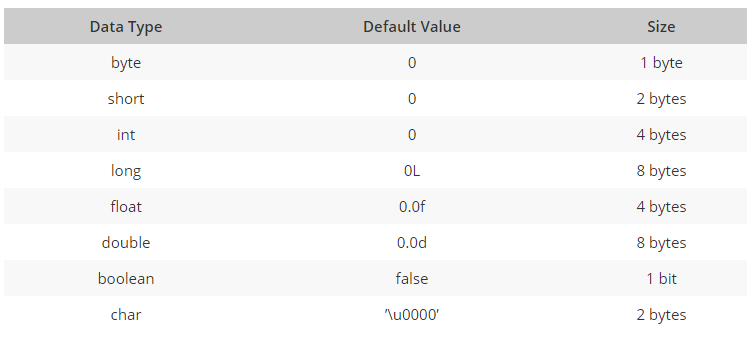 Data Type Default Value Size
byte 0 1 byte
short 0 2 bytes
int 0 4 bytes
long 0L 8 bytes
float 0.0f 4 bytes
double 0.0d 8 bytes
boolean false 1 bit
char '\u0000' 2 bytes